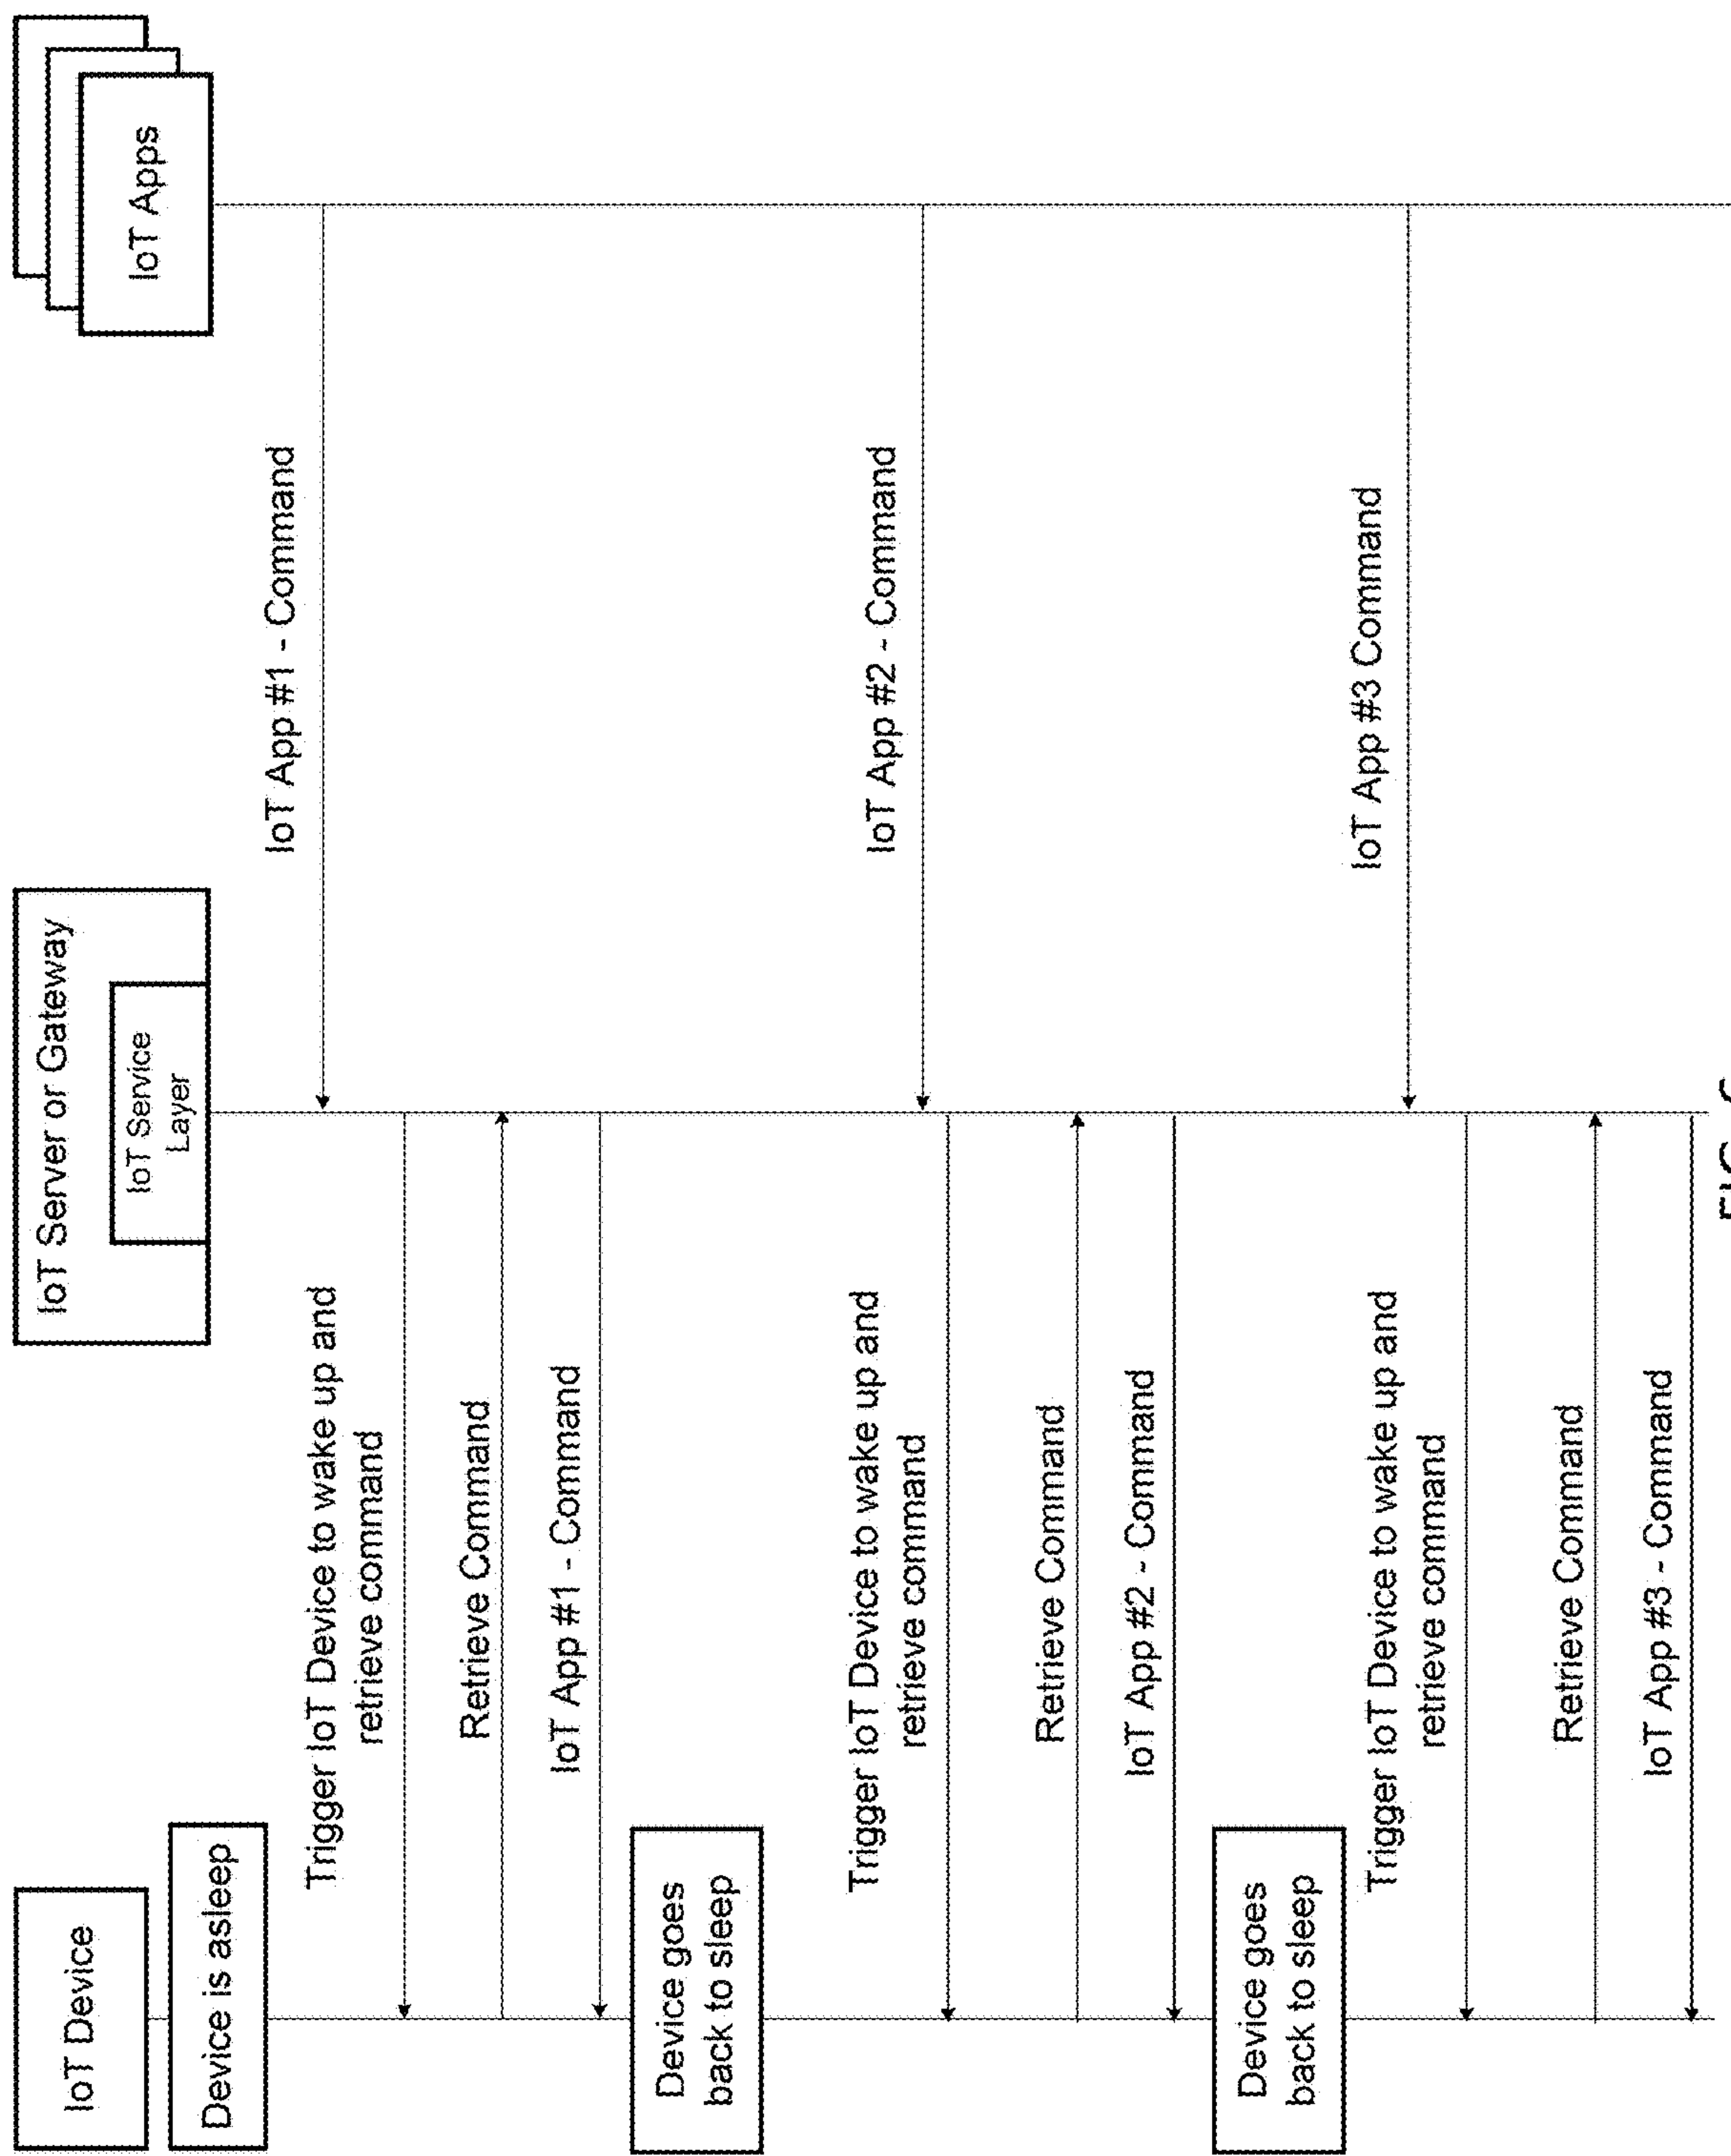 IoT Device
IoT Server or Gateway
IoT Service
Layer
IoT Apps
Device is asleep
IoT App #1 - Command
Trigger IoT Device to wake up and
retrieve command
Retrieve Command
IoT App #1 - Command
Device goes
back to sleep
IoT App #2 - Command
Trigger IoT Device to wake up and
retrieve command
Retrieve Command
IoT App #2 - Command
Device goes
back to sleep
IoT App #3 Command
Trigger IoT Device to wake up and
retrieve command
Retrieve Command
IoT App #3 - Command